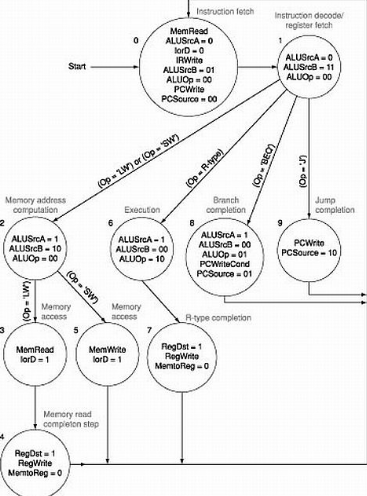 Instruction fetch
0
MemRead
ALUSrcA = 0
IorD = 0
IRWrite
ALUSrcB = 01
ALUOp = 00
PCWrite
PCSource = 00
Start
Instruction decode/
register fetch
1
ALUSrcA = 0
ALUSrcB = 11
ALUOp = 00
(Op = 'LW') or (Op = 'SW')
(Op = R-type)
(Op = 'BEQ')
(Op = 'J')
Memory address
computation
2
ALUSrcA = 1
ALUSrcB = 10
ALUOp = 00
Execution
6
ALUSrcA = 1
ALUSrcB = 00
ALUOp = 10
Branch
completion
8
ALUSrcA = 1
ALUSrcB = 00
ALUOp = 01
PCWriteCond
PCSource = 01
Jump
completion
9
PCWrite
PCSource = 10
(Op = 'LW')
(Op = 'SW')
Memory
access
3
MemRead
IorD = 1
Memory
access
5
MemWrite
IorD = 1
R-type completion
7
RegDst = 1
RegWrite
MemtoReg = 0
Memory read
completon step
4
RegDst = 1
RegWrite
MemtoReg = 0